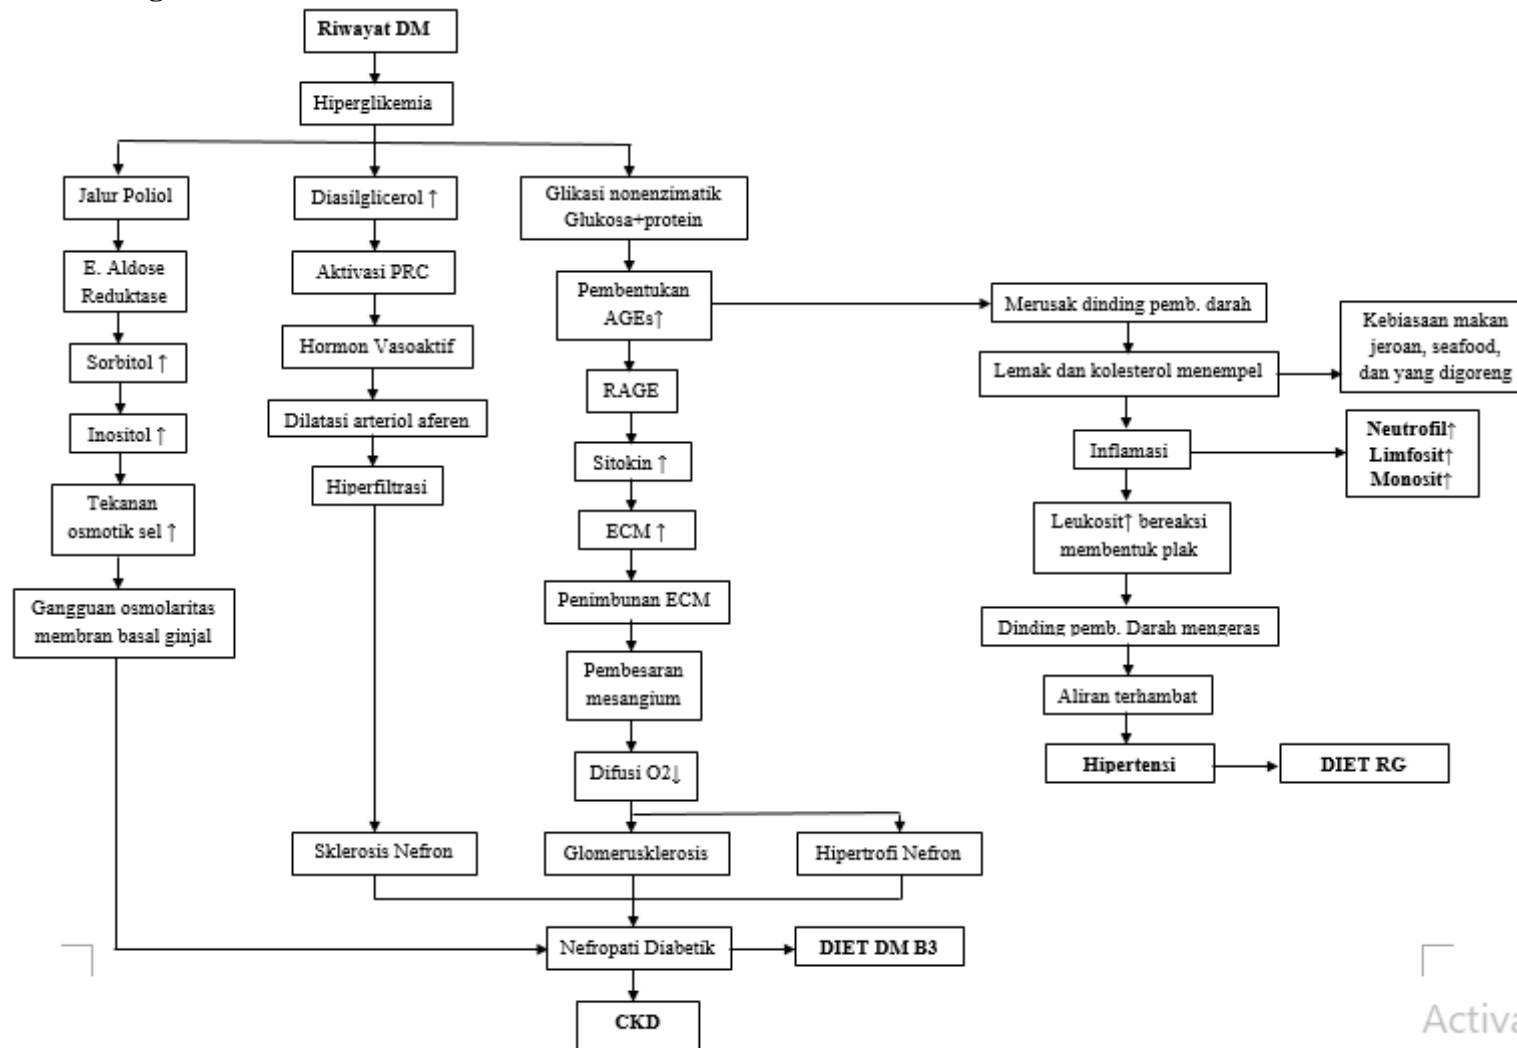 Riwayat DM
Hiperglikemia
Jalur Poliol
Diasilglicerol ↑
Glikasi nonenzimatik
Glukosa+protein
E. Aldose
Reduktase
Aktivasi PRC
Pembentukan
AGEs↑
Merusak dinding pemb. darah
Kebiasaan makan
jeroan, seafood,
dan yang digoreng
Sorbitol ↑
Hormon Vasoaktif
RAGE
Lemak dan kolesterol menempel
Inositol ↑
Dilatasi arteriol aferen
Sitokin ↑
Inflamasi
Neutrofil↑
Limfosit↑
Monosit↑
Tekanan
osmotik sel ↑
Hiperfiltrasi
ECM ↑
Leukosit↑ bereaksi
membentuk plak
Gangguan osmolaritas
membran basal ginjal
Penimbunan ECM
Dinding pemb. Darah mengeras
Pembesaran
mesangium
Aliran terhambat
Difusi O2↓
Hipertensi
DIET RG
Sklerosis Nefron
Glomerusklerosis
Hipertrofi Nefron
Nefropati Diabetik
DIET DM B3
CKD
Activa